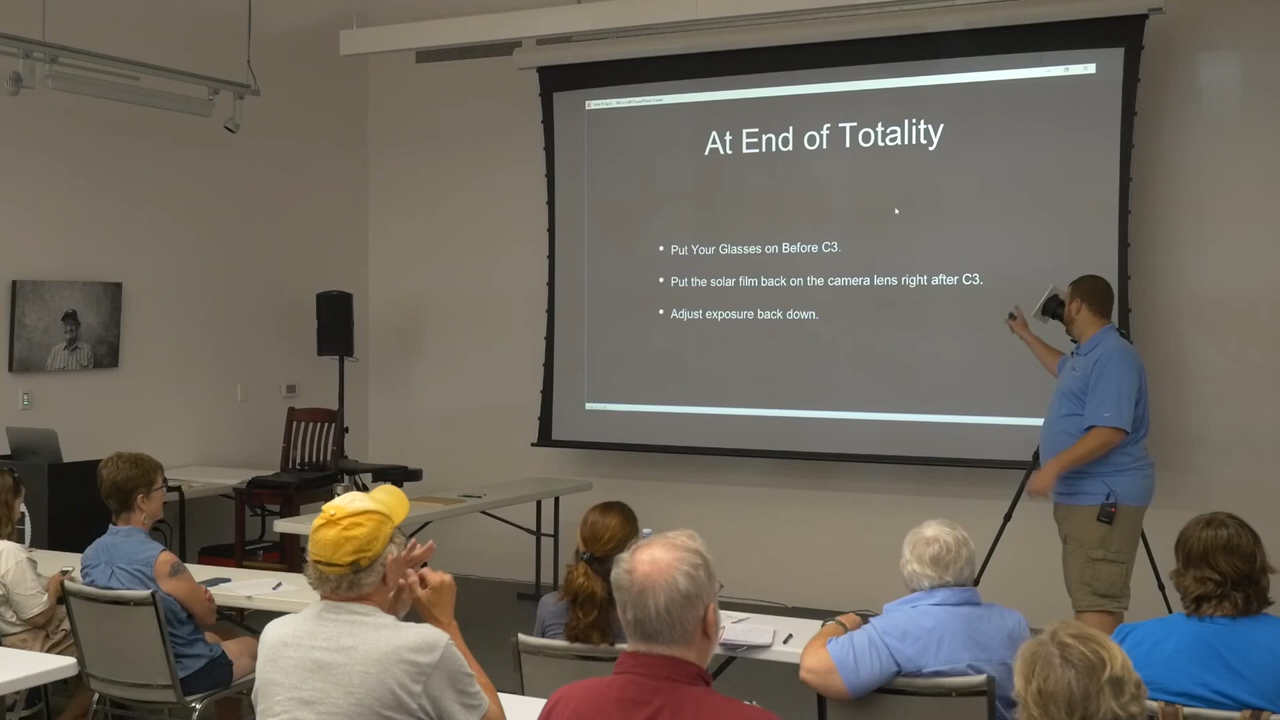 At End of Totality
Put Your Glasses on Before C3.
Put the solar film back on the camera lens right after C3.
Adjust exposure back down.